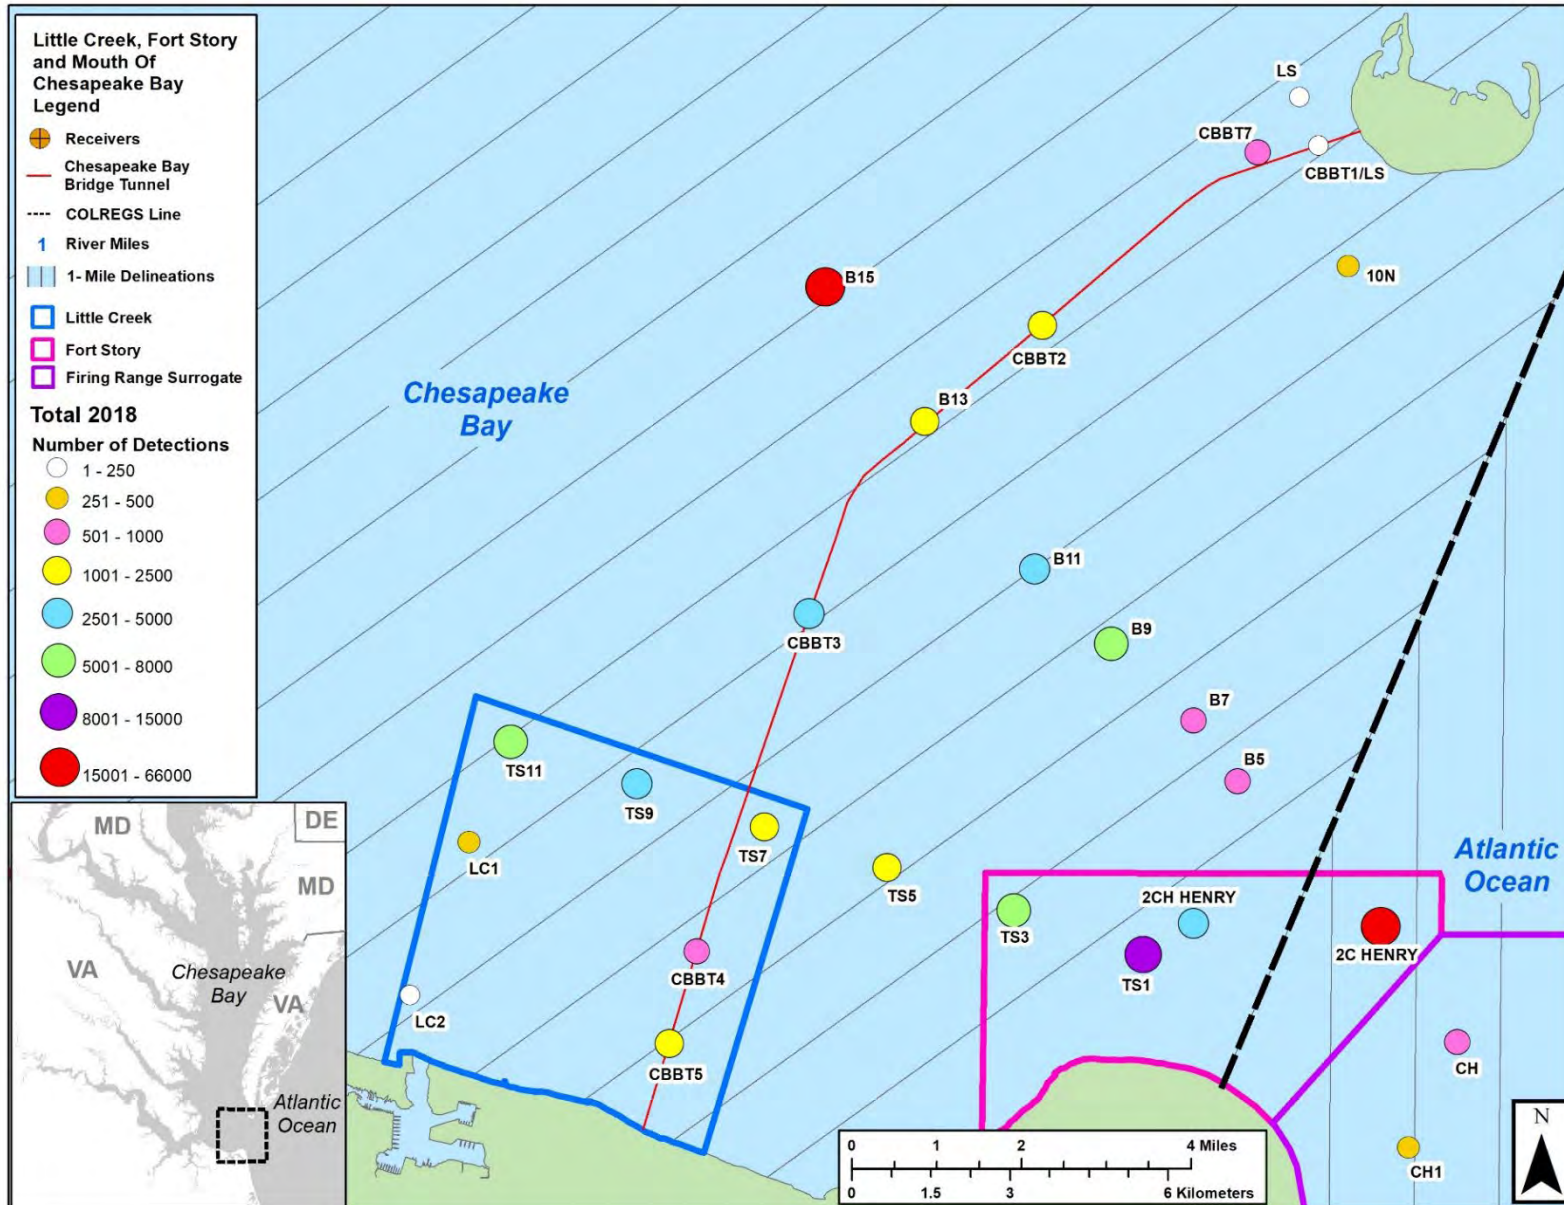 Little Creek, Fort Story
and Mouth Of
Chesapeake Bay
Legend
Receivers
Chesapeake Bay
Bridge Tunnel
COLREGS Line
1 River Miles
1- Mile Delineations
Little Creek
Fort Story
Firing Range Surrogate
Total 2018
Number of Detections
1 - 250
251 - 500
501 - 1000
1001 - 2500
2501 - 5000
5001 - 8000
8001 - 15000
15001 - 66000
LS
CBBT7
CBBT1/LS
10N
B15
CBBT2
Chesapeake
Bay
B13
B11
CBBT3
B9
B7
B5
TS11
TS9
TS7
LC1
TS5
Atlantic
Ocean
2CH HENRY
TS3
TS1
2C HENRY
CBBT4
LC2
CBBT5
CH
CH1
MD
DE
MD
VA
Chesapeake
Bay
VA
Atlantic
Ocean
0 1 2 4 Miles
0 1.5 3 6 Kilometers
N